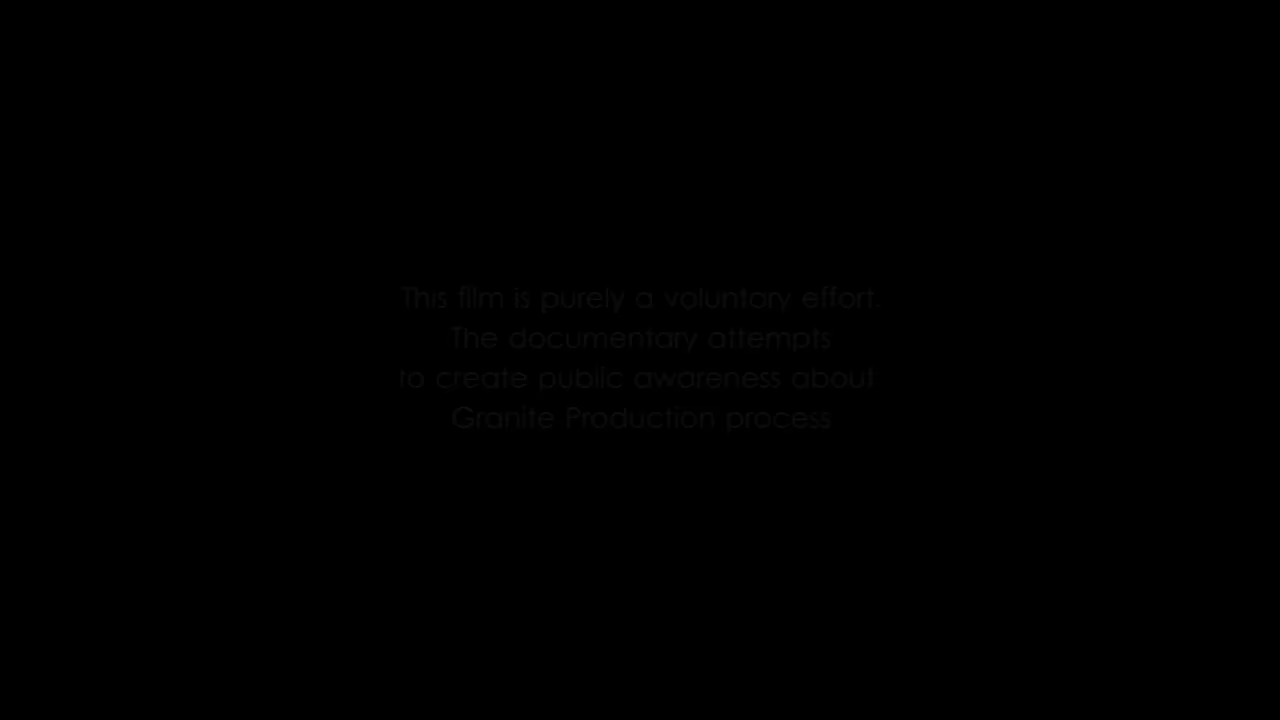 This film is purely a voluntary effort.
The documentary attempts
to create public awareness about
Granite Production process